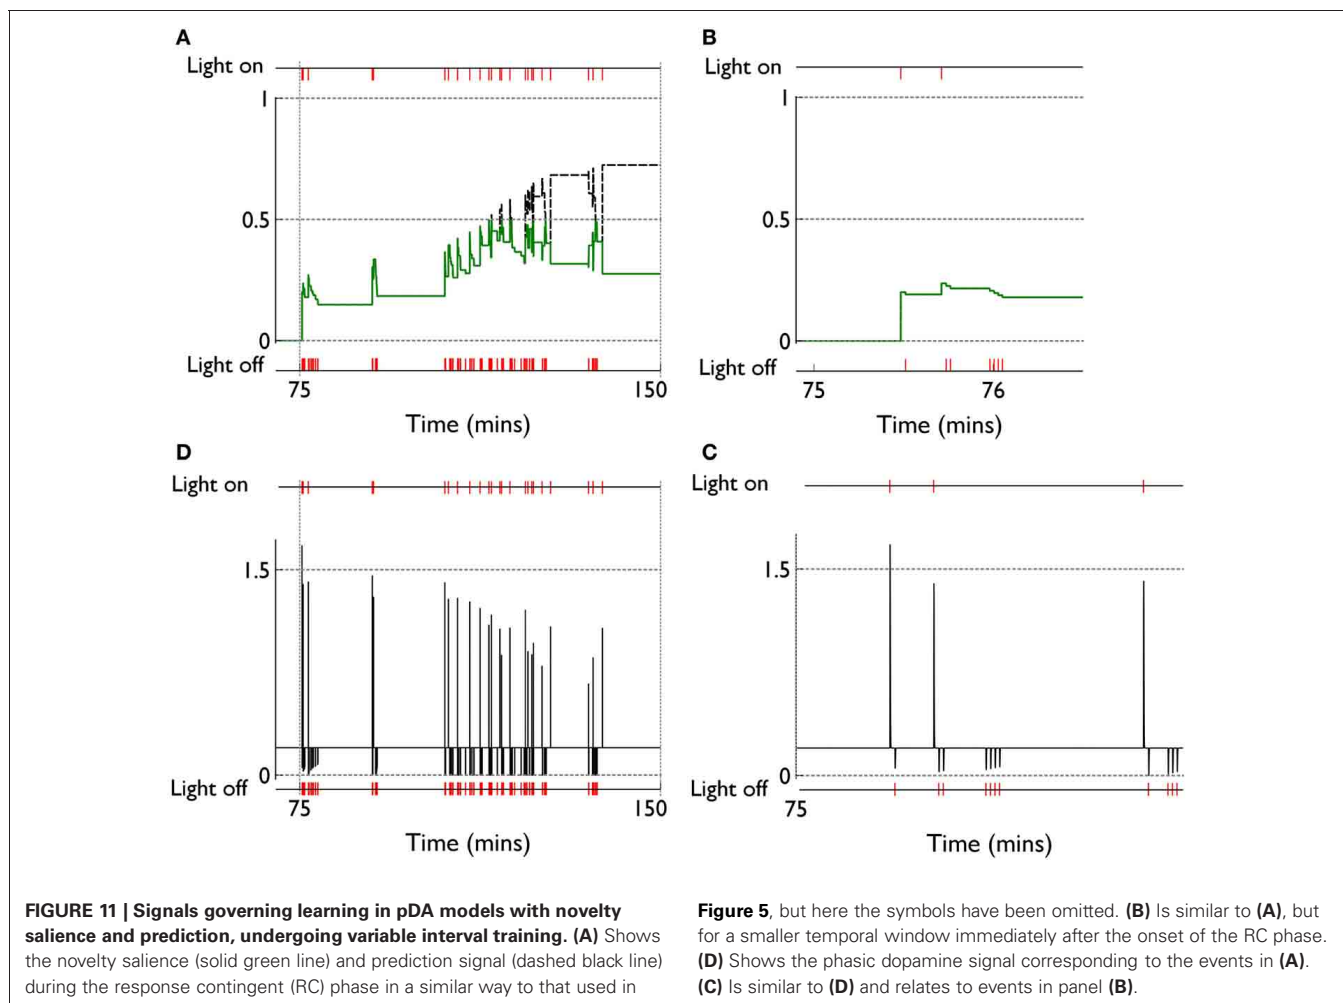 A
Light on
1
0.5
0
Light off
75
150
Time (mins)
B
Light on
1
0.5
0
Light off
75
76
Time (mins)
D
Light on
1.5
0
Light off
75
150
Time (mins)
C
Light on
1.5
0
Light off
75
Time (mins)
FIGURE 11 | Signals governing learning in pDA models with novelty
salience and prediction, undergoing variable interval training. (A) Shows
the novelty salience (solid green line) and prediction signal (dashed black line)
during the response contingent (RC) phase in a similar way to that used in
Figure 5, but here the symbols have been omitted. (B) Is similar to (A), but
for a smaller temporal window immediately after the onset of the RC phase.
(D) Shows the phasic dopamine signal corresponding to the events in (A).
(C) Is similar to (D) and relates to events in panel (B).